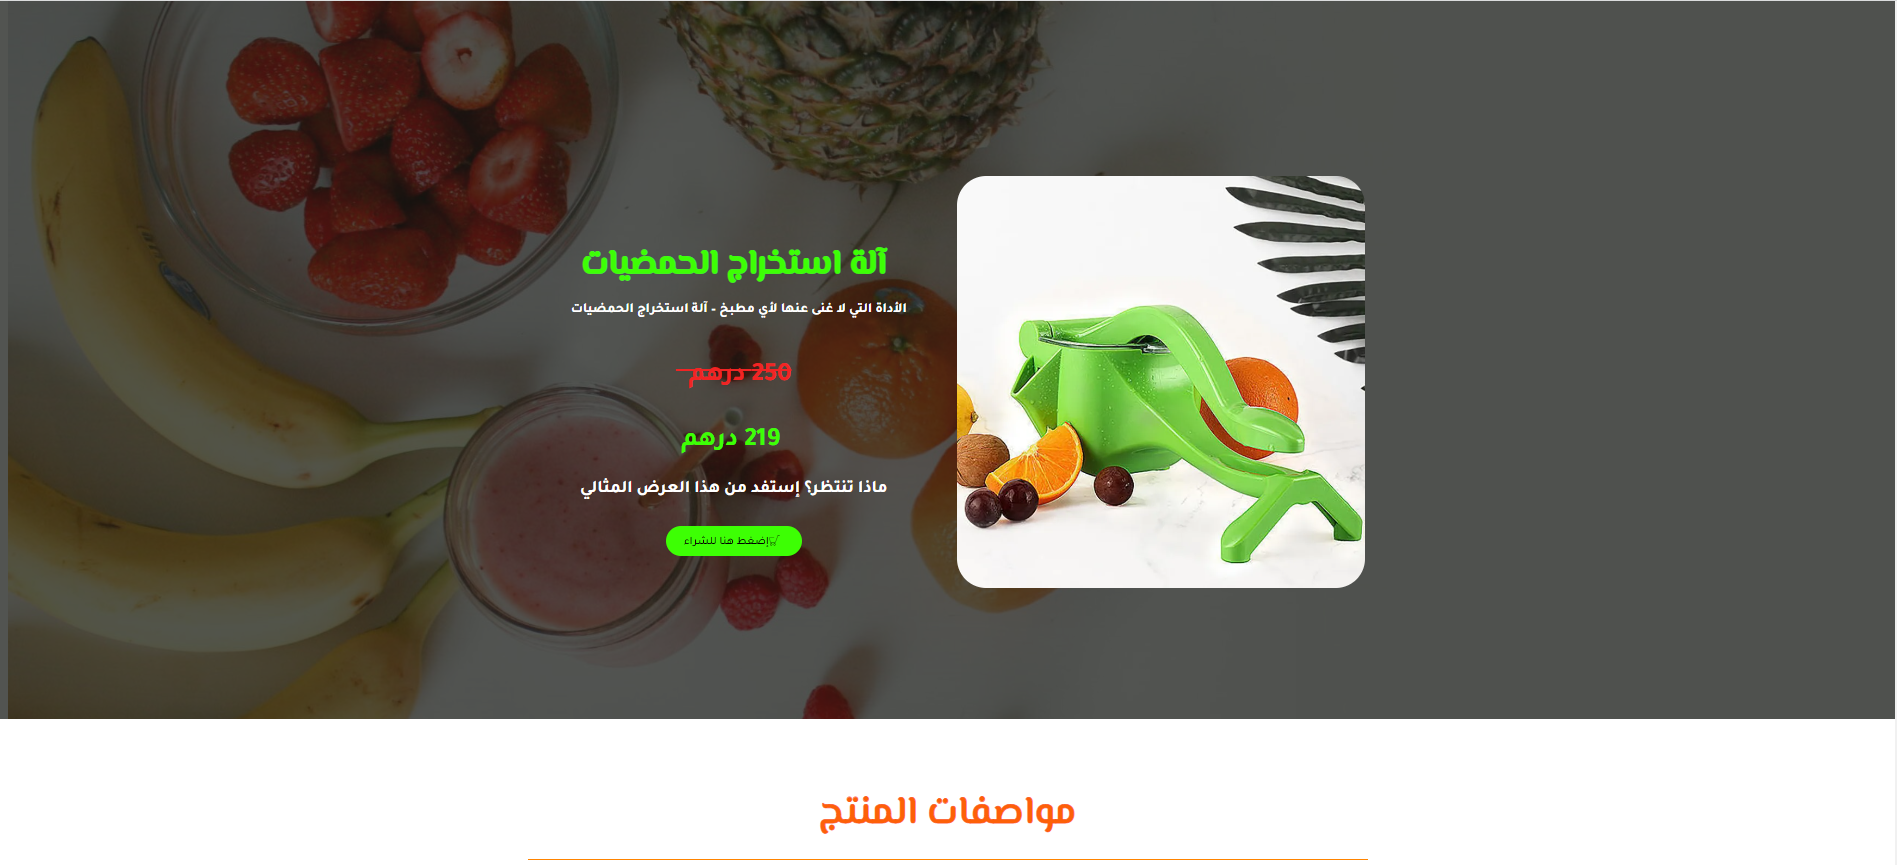 آلة استخراج الحمضيات
الأداة التي لا غنى عنها لأي مطبخ - آلة استخراج الحمضيات
250 درهم
219 درهم
ماذا تنتظر؟ إستفد من هذا العرض المثالي
إضغط هنا للشراء
مواصفات المنتج